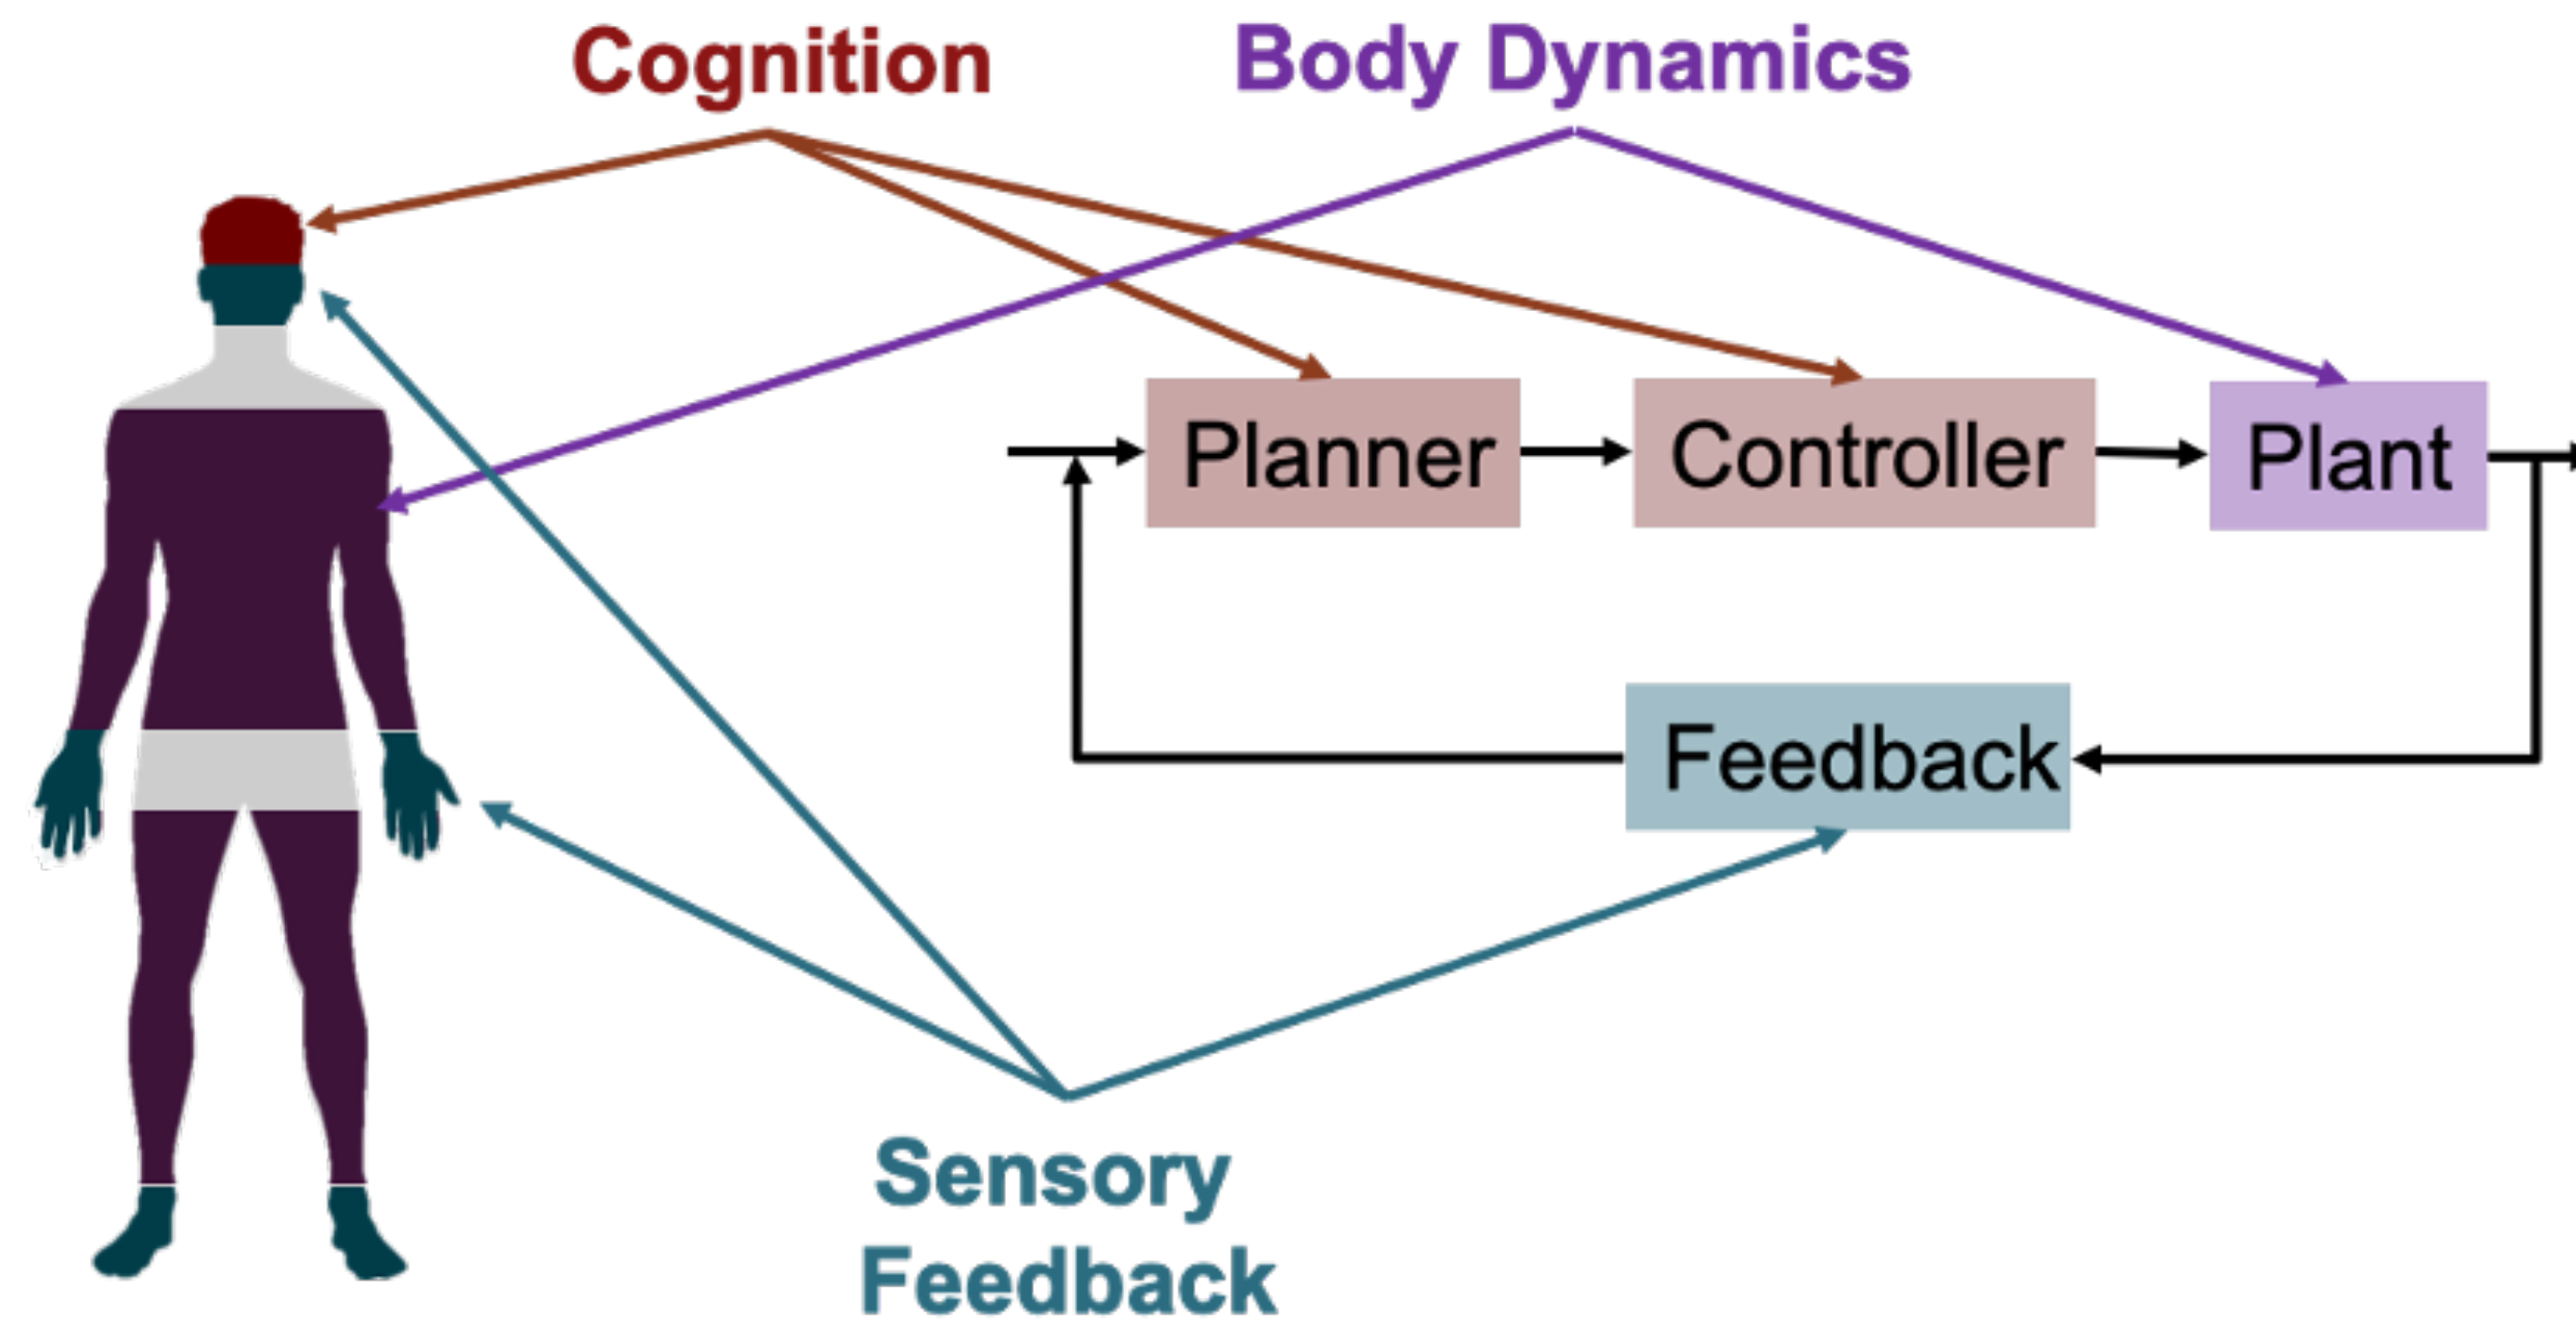 Cognition
Body Dynamics
Planner
Controller
Plant
Feedback
Sensory
Feedback